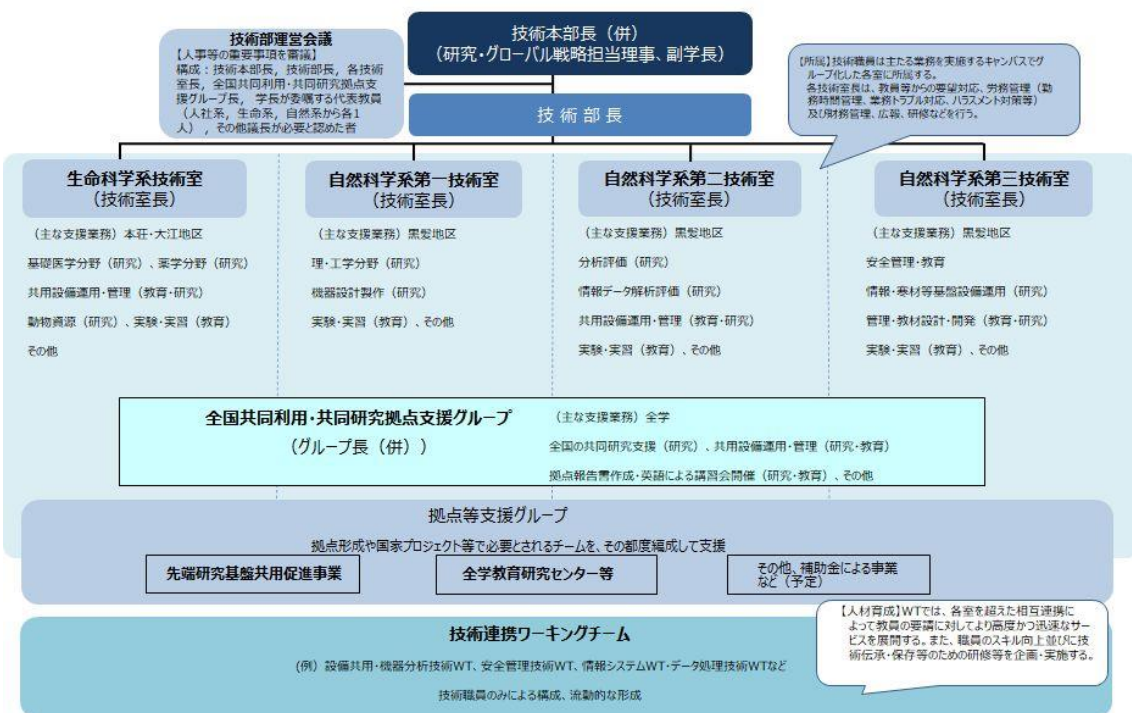 技術本部長（併）
（研究・グローバル戦略担当理事、副学長）
技術部運営会議
【人事等の重要事項を審議】
構成：技術本部長，技術部長，各技術
室長，全国共同利用・共同研究拠点支
援グループ長， 学長が委嘱する代表教員
（人社系，生命系，自然系から各1
人），その他議長が必要と認めた者
技術部長
【所属】技術職員は主たる業務を実施するキャンパスでグ
ループ化した各室に所属する。
各技術室長は、教員等からの要望対応、労務管理（勤
務時間管理、業務トラブル対応、ハラスメント対策等）
及び財務管理、広報、研修などを行う。
生命科学系技術室
（技術室長）
（主な支援業務）本荘・大江地区
基礎医学分野（研究）、薬学分野（研究）
共用設備運用・管理（教育・研究）
動物資源（研究）、実験・実習（教育）
その他
自然科学系第一技術室
（技術室長）
（主な支援業務）黒髪地区
理・工学分野（研究）
機器設計製作（研究）
実験・実習（教育）、その他
自然科学系第二技術室
（技術室長）
（主な支援業務）黒髪地区
分析評価（研究）
情報データ解析評価（研究）
共用設備運用・管理（教育・研究）
実験・実習（教育）、その他
自然科学系第三技術室
（技術室長）
（主な支援業務）黒髪地区
安全管理・教育
情報・寒材等基盤設備運用（研究）
管理・教材設計・開発（教育・研究）
実験・実習（教育）、その他
全国共同利用・共同研究拠点支援グループ
（グループ長（併））
（主な支援業務）全学
全国の共同研究支援（研究）、共用設備運用・管理（研究・教育）
拠点報告書作成・英語による講習会開催（研究・教育）、その他
拠点等支援グループ
拠点形成や国家プロジェクト等で必要とされるチームを、その都度編成して支援
先端研究基盤共用促進事業
全学教育研究センター等
その他、補助金による事業
など（予定）
技術連携ワーキングチーム
(例）設備共用・機器分析技術WT、安全管理技術WT、情報システムWT・データ処理技術WTなど
技術職員のみによる構成、流動的な形成
【人材育成】WTでは、各室を超えた相互連携に
よって教員の要請に対してより高度かつ迅速なサー
ビスを展開する。また、職員のスキル向上並びに技
術伝承・保存等のための研修等を企画・実施する。